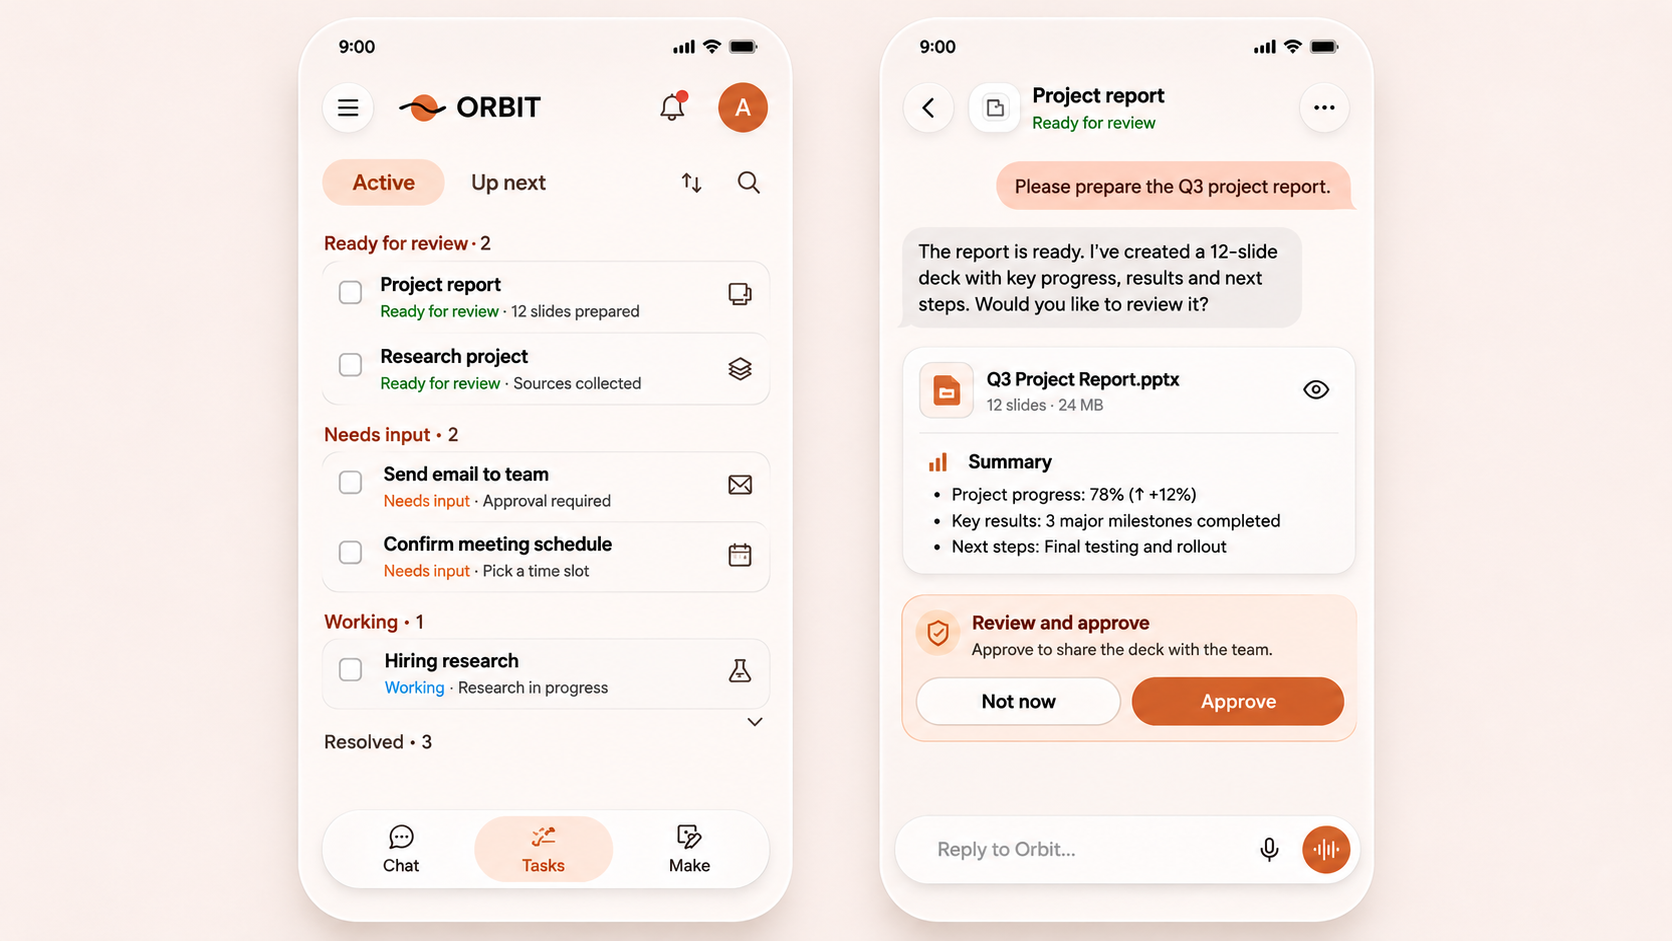 9:00
ORBIT
A
Active
Up next
Ready for review · 2
Project report
Ready for review · 12 slides prepared
Research project
Ready for review · Sources collected
Needs input • 2
Send email to team
Needs input · Approval required
Confirm meeting schedule
Needs input · Pick a time slot
Working • 1
Hiring research
Working · Research in progress
Resolved • 3
Chat
Tasks
Make
9:00
Project report
Ready for review
Please prepare the Q3 project report.
The report is ready. I've created a 12-slide
deck with key progress, results and next
steps. Would you like to review it?
Q3 Project Report.pptx
12 slides · 24 MB
Summary
• Project progress: 78% (↑ +12%)
• Key results: 3 major milestones completed
• Next steps: Final testing and rollout
Review and approve
Approve to share the deck with the team.
Not now
Approve
Reply to Orbit...